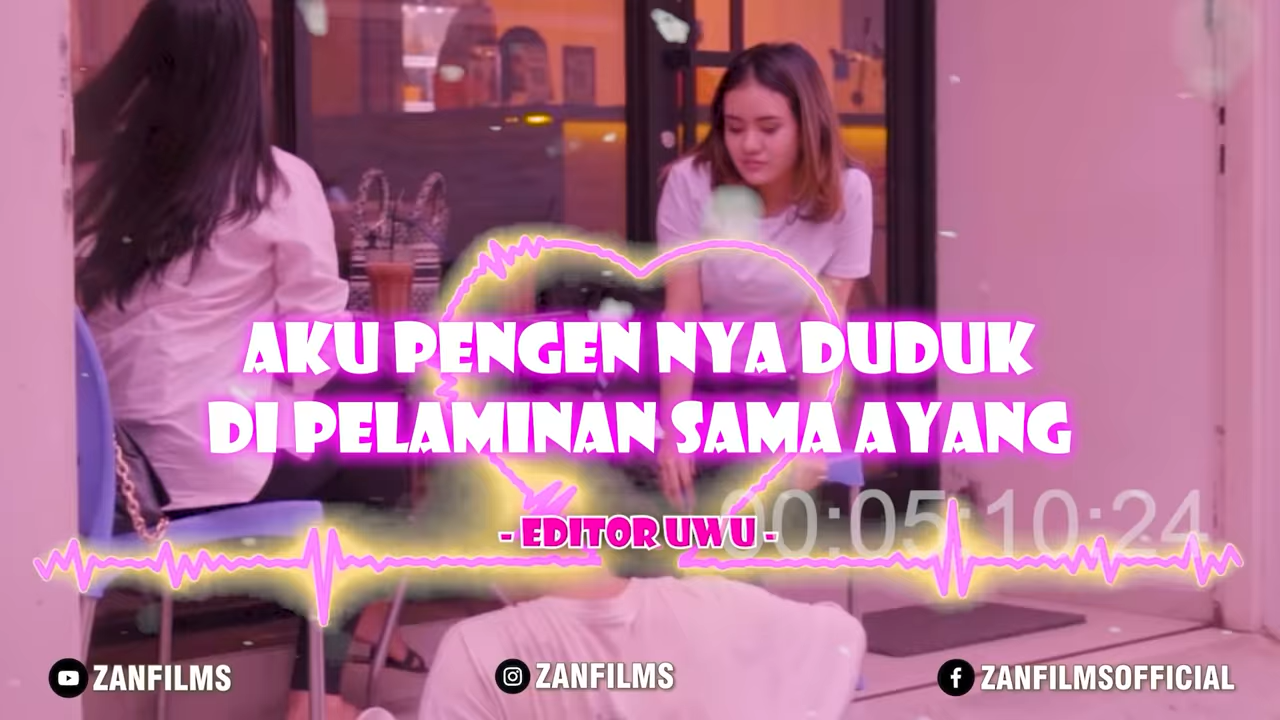 AKU PENGEN NYA DUDUK
DI PELAMINAN SAMA AYANG
- EDITOR UWU -
00:05:10:24
ZANFILMS
ZANFILMS
ZANFILMSOFFICIAL